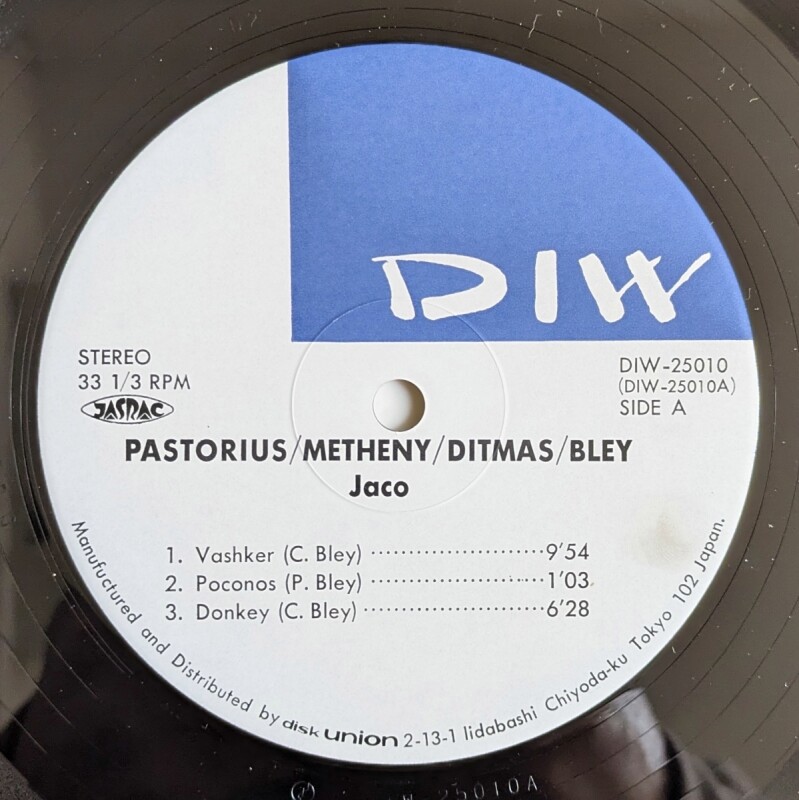 DIW
STEREO
33 1/3 RPM
JASRAC
DIW-25010
(DIW-25010A)
SIDE A
PASTORIUS/METHENY/DITMAS/BLEY
Jaco
1. Vashker (C. Bley) ························ 9'54
2. Poconos (P. Bley) ························ 1'03
3. Donkey (C. Bley) ························ 6'28
Manufuctured and Distributed by disk union 2-13-1 Iidabashi Chiyoda-ku Tokyo 102 Japan.
25010A